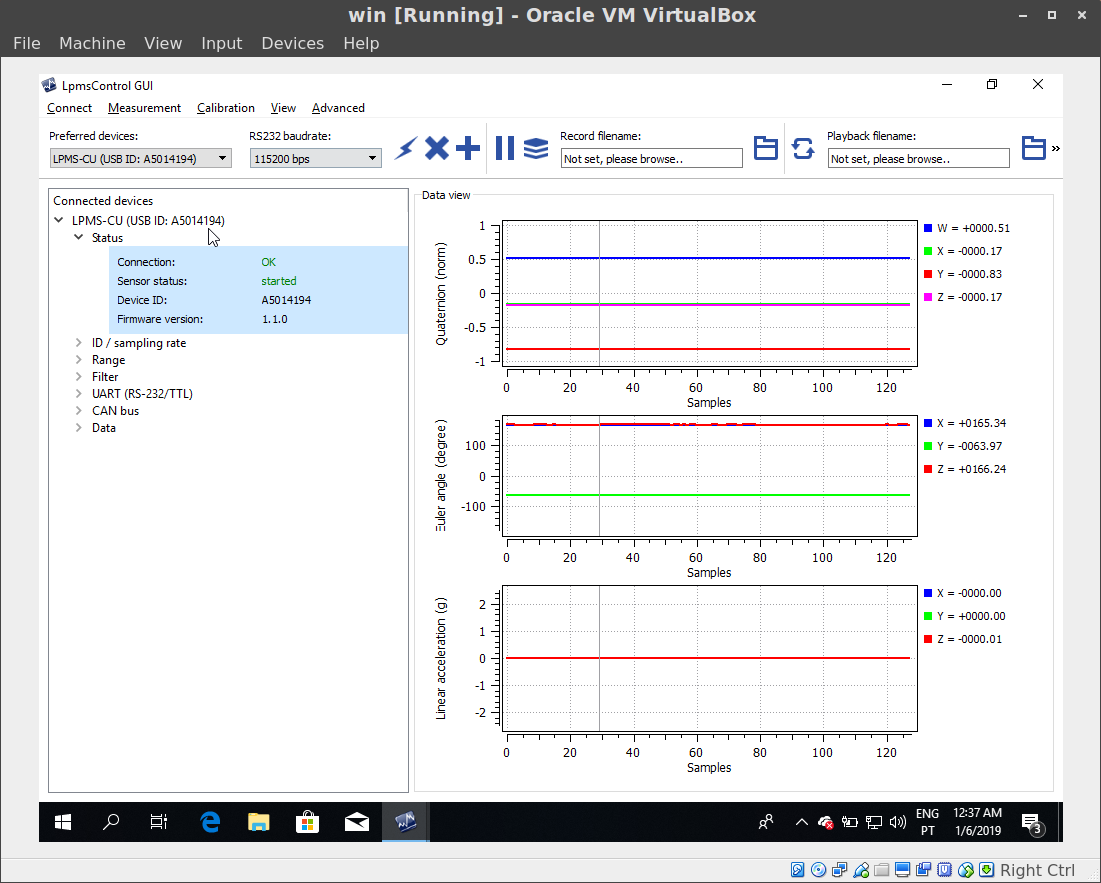 win [Running] - Oracle VM VirtualBox
File Machine View Input Devices Help
LpmsControl GUI
Connect Measurement Calibration View Advanced
Preferred devices: RS232 baudrate: Record filename: Playback filename:
LPMS-CU (USB ID: A5014194) 115200 bps Not set, please browse.. Not set, please browse.. »
Connected devices
LPMS-CU (USB ID: A5014194)
Status
Connection: OK
Sensor status: started
Device ID: A5014194
Firmware version: 1.1.0
ID / sampling rate
Range
Filter
UART (RS-232/TTL)
CAN bus
Data
Data view
Quaternion (norm)
1
0.5
0
-0.5
-1
0 20 40 60 80 100 120
Samples
W = +0000.51
X = -0000.17
Y = -0000.83
Z = -0000.17
Euler angle (degree)
100
0
-100
0 20 40 60 80 100 120
Samples
X = +0165.34
Y = -0063.97
Z = +0166.24
Linear acceleration (g)
2
1
0
-1
-2
0 20 40 60 80 100 120
Samples
X = -0000.00
Y = +0000.00
Z = -0000.01
ENG 12:37 AM
PT 1/6/2019 3
Right Ctrl